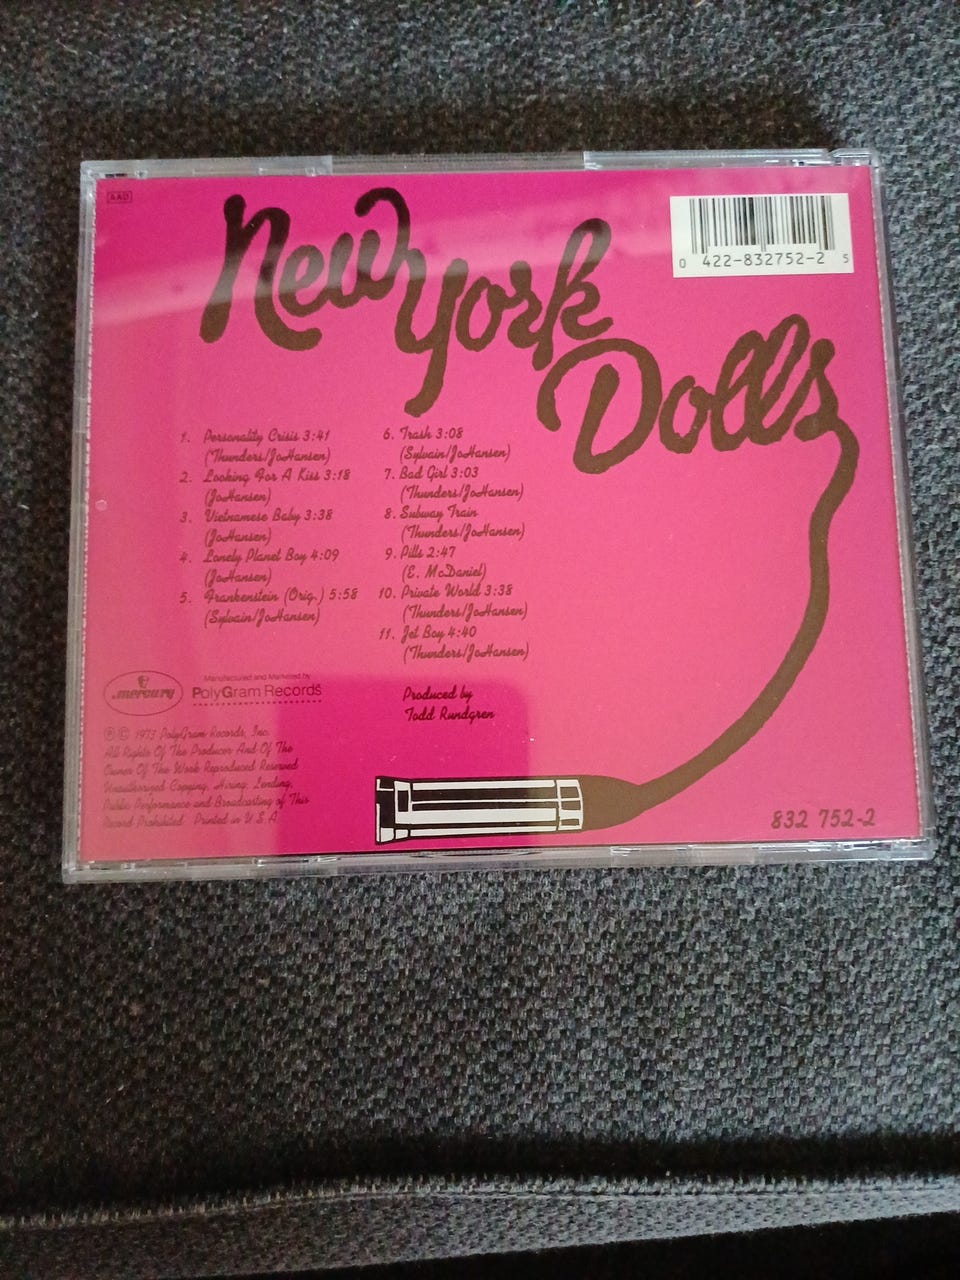 AAD
New York Dolls
0 422-832752-2 5
1. Personality Crisis 3:41
(Thunders/JoHansen)
2. Looking For A Kiss 3:18
(JoHansen)
3. Vietnamese Baby 3:38
(JoHansen)
4. Lonely Planet Boy 4:09
(JoHansen)
5. Frankenstein (Orig.) 5:58
(Sylvain/JoHansen)
6. Trash 3:08
(Sylvain/JoHansen)
7. Bad Girl 3:03
(Thunders/JoHansen)
8. Subway Train
(Thunders/JoHansen)
9. Pills 2:47
(E. McDaniel)
10. Private World 3:38
(Thunders/JoHansen)
11. Jet Boy 4:40
(Thunders/JoHansen)
mercury
Manufactured and Marketed by
PolyGram Records
Produced by
Todd Rundgren
℗ © 1973 PolyGram Records, Inc.
All Rights Of The Producer And Of The
Owner Of The Work Reproduced Reserved
Unauthorized Copying, Hiring, Lending,
Public Performance and Broadcasting of This
Record Prohibited Printed in U.S.A.
832 752-2